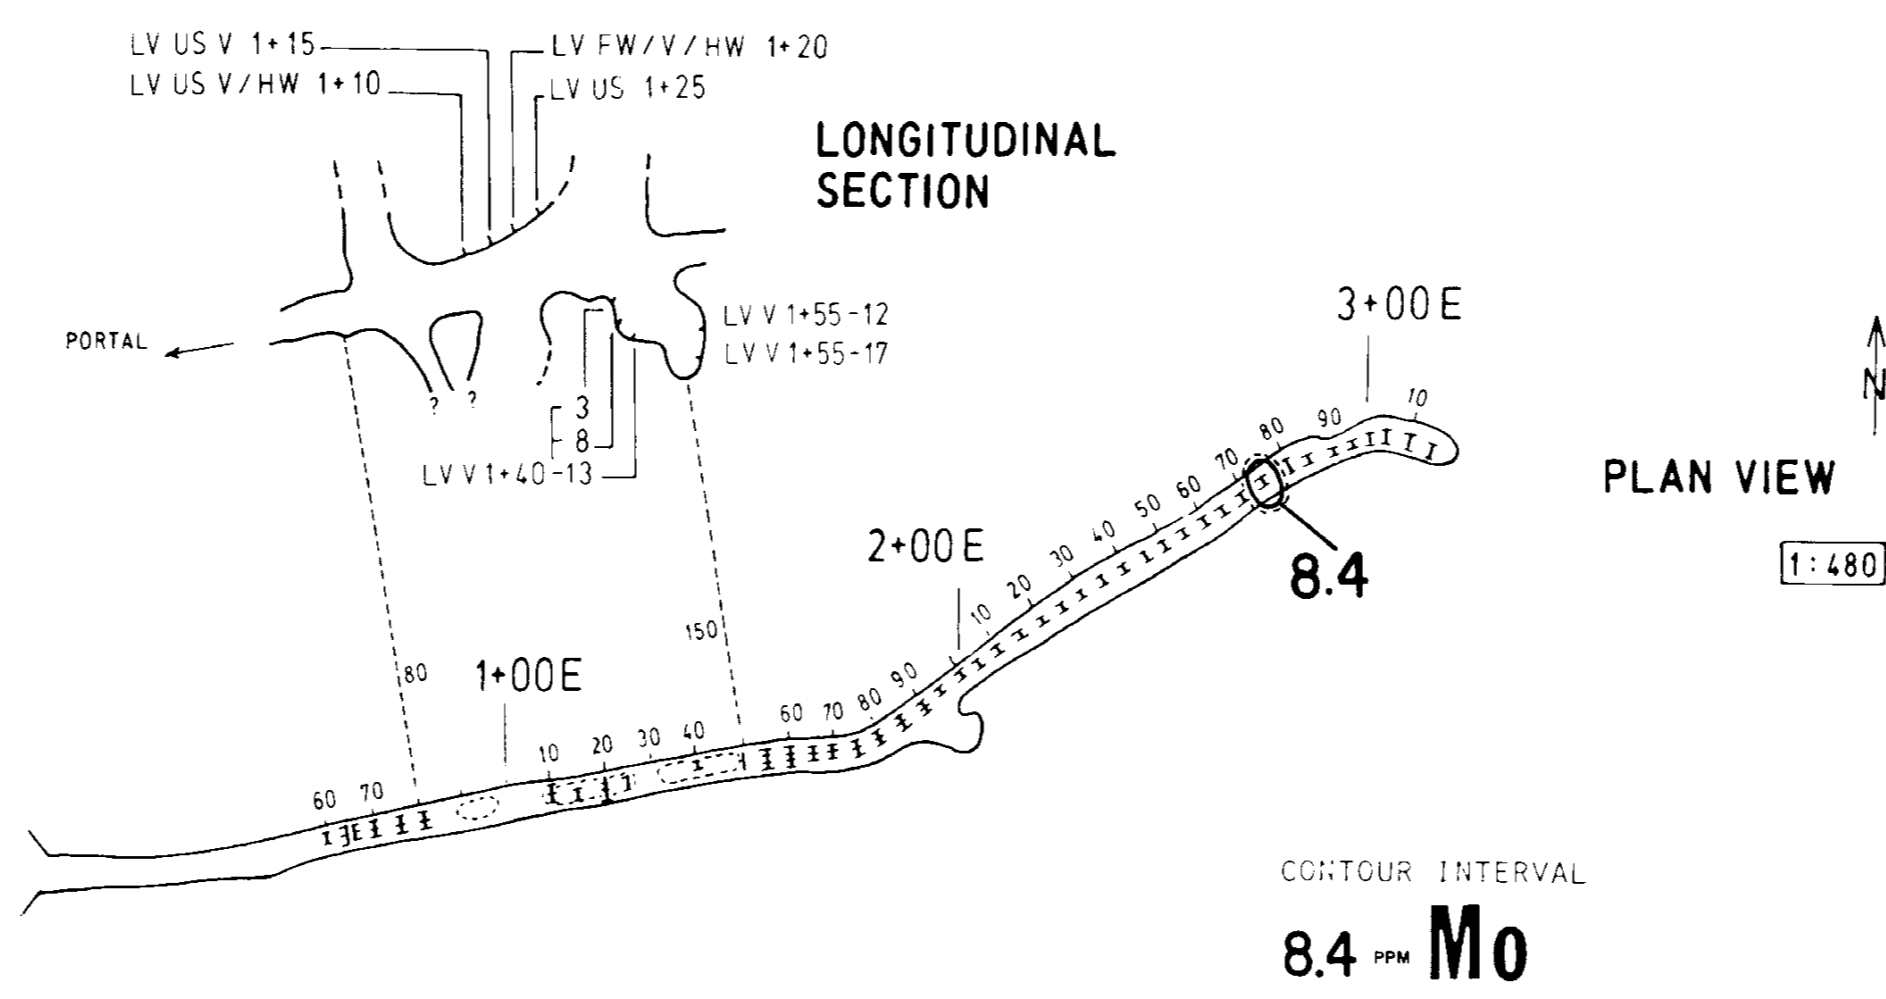 LV US V 1+15
LV FW/V/HW 1+20
LV US V/HW 1+10
LV US 1+25
LONGITUDINAL
SECTION
PORTAL
LV V 1+55-12
LV V 1+55-17
? ?
3
8
LV V 1+40-13
3+00 E
N
PLAN VIEW
1:480
8.4
2+00 E
1+00 E
80
150
60 70
10 20 30 40
60 70 80 90
10 20 30 40 50 60 70 80 90
10
CONTOUR INTERVAL
8.4 PPM Mo